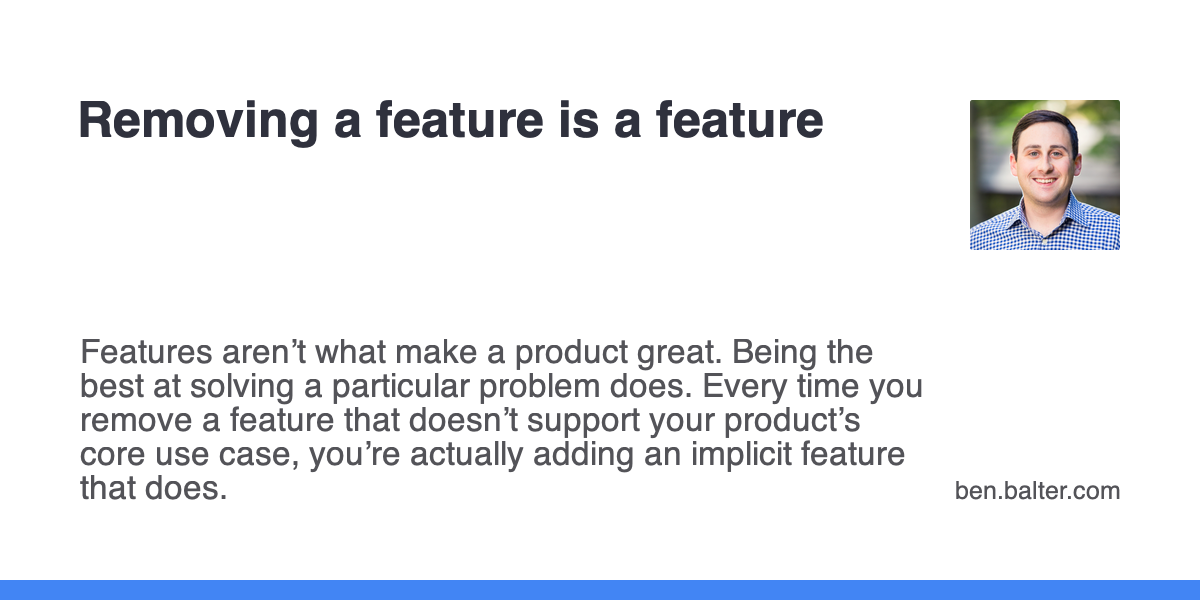 Removing a feature is a feature
Features aren’t what make a product great. Being the
best at solving a particular problem does. Every time you
remove a feature that doesn’t support your product’s
core use case, you’re actually adding an implicit feature
that does.
ben.balter.com